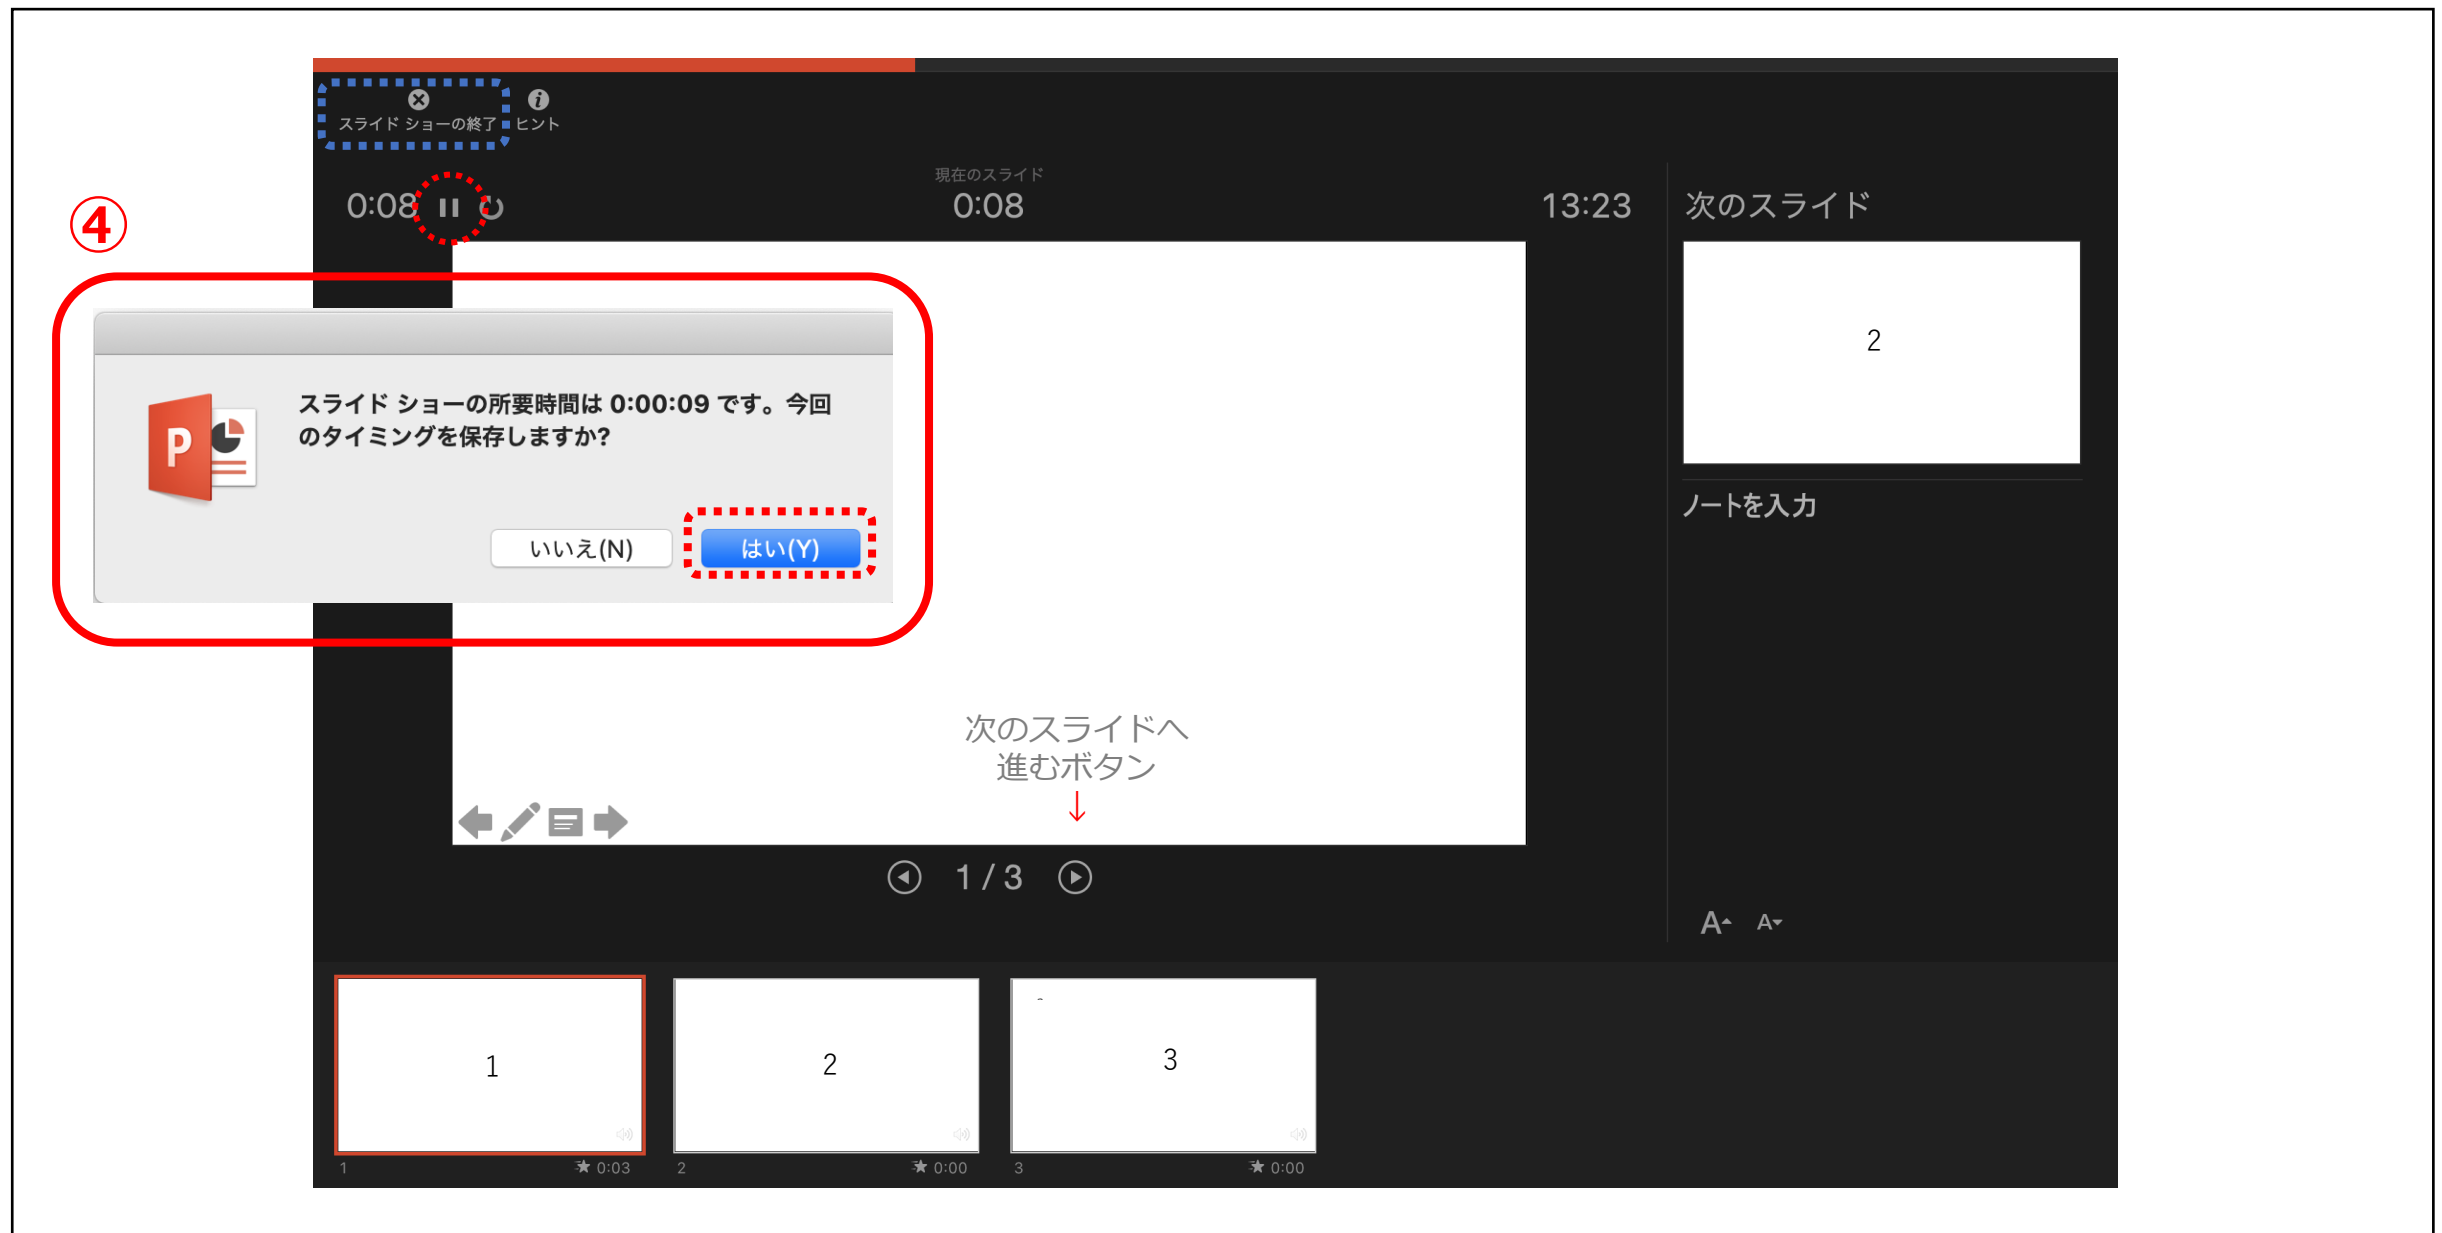 スライド ショーの終了 ヒント
現在のスライド
0:08 0:08 13:23 次のスライド
④
2
スライド ショーの所要時間は 0:00:09 です。今回
のタイミングを保存しますか?
P
いいえ(N) はい(Y)
ノートを入力
次のスライドへ
進むボタン
↓
1 / 3
A A
1 2 3
1 0:03 2 0:00 3 0:00